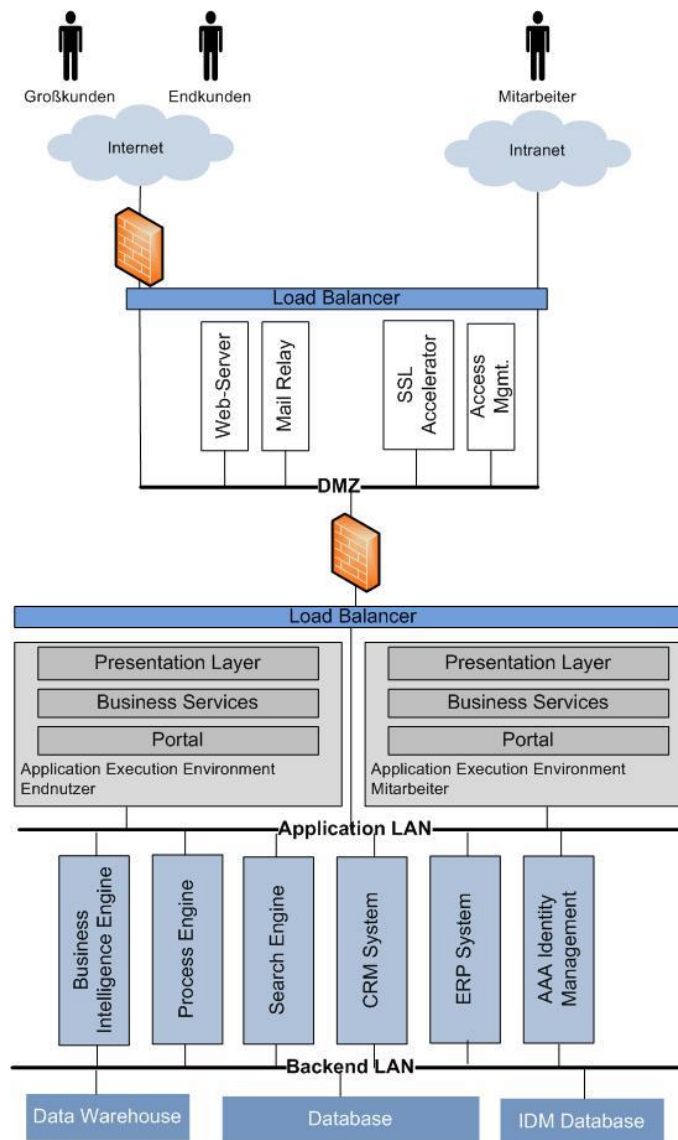 Großkunden
Endkunden
Mitarbeiter
Internet
Intranet
Load Balancer
Web-Server
Mail Relay
SSL
Accelerator
Access
Mgmt.
DMZ
Load Balancer
Presentation Layer
Business Services
Portal
Application Execution Environment
Endnutzer
Presentation Layer
Business Services
Portal
Application Execution Environment
Mitarbeiter
Application LAN
Business
Intelligence Engine
Process Engine
Search Engine
CRM System
ERP System
AAA Identity
Management
Backend LAN
Data Warehouse
Database
IDM Database